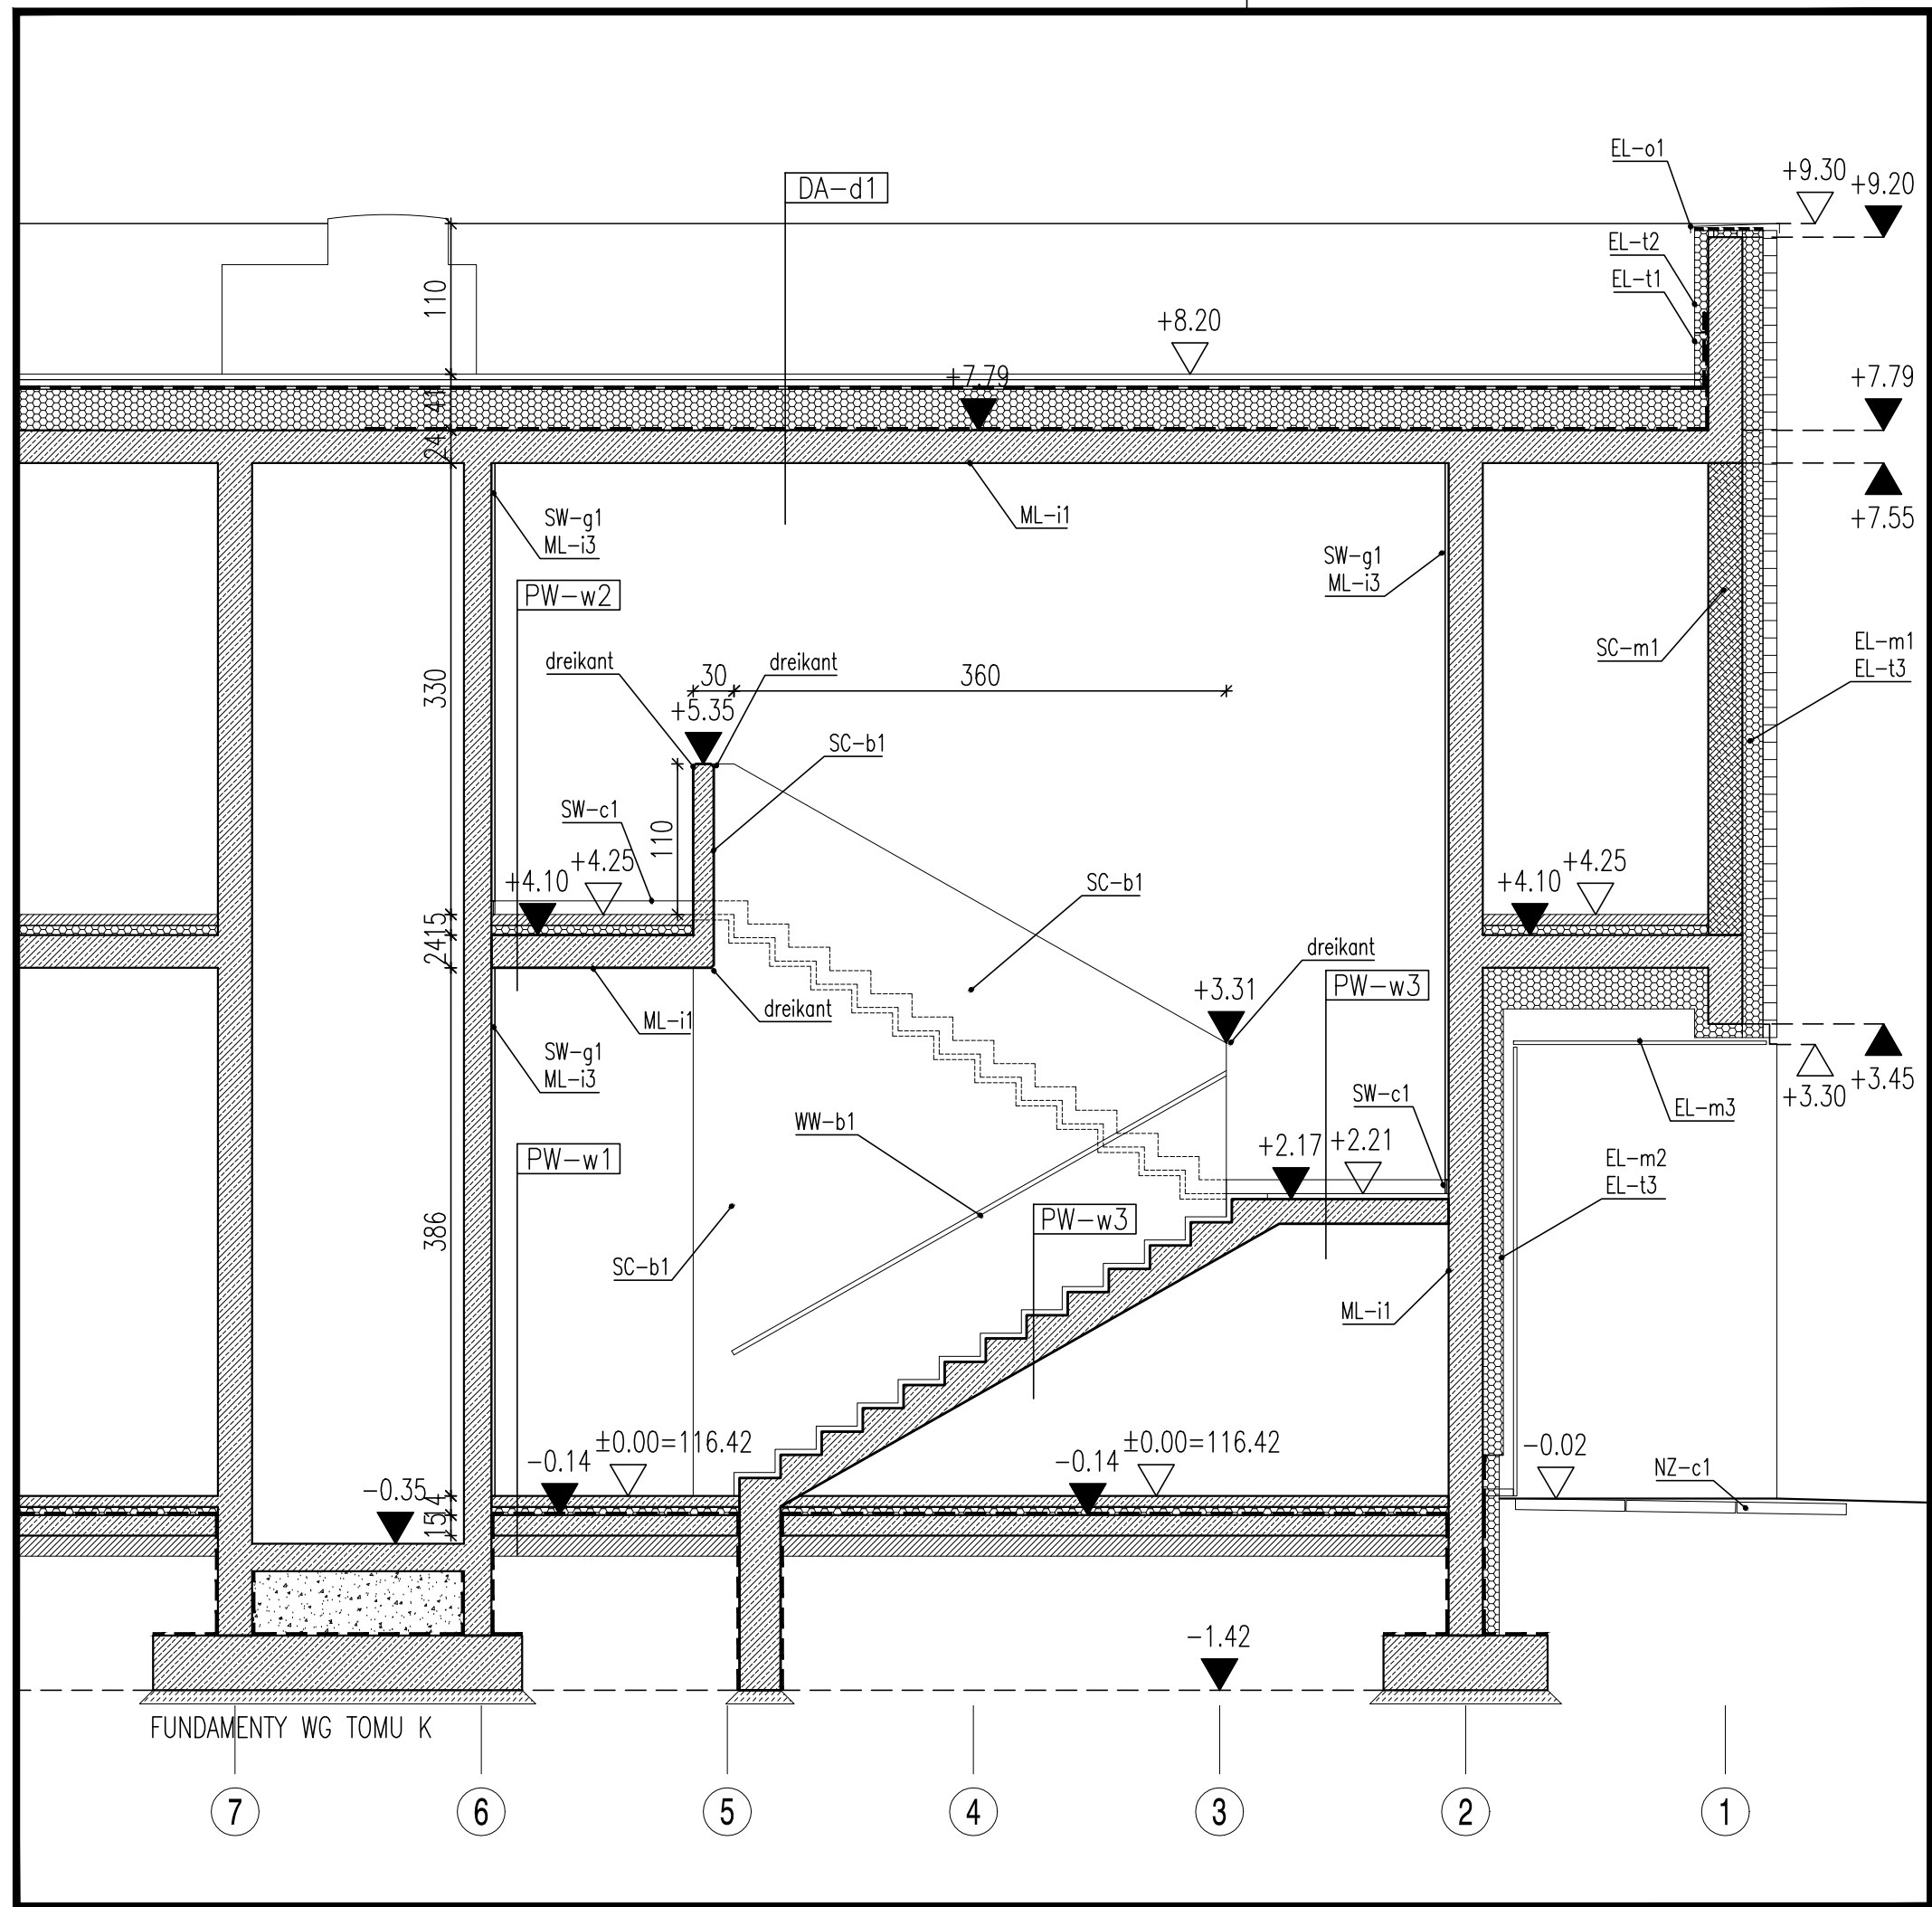 EL-o1
+9.30
+9.20
DA-d1
EL-t2
EL-t1
110
+8.20
+7.79
+7.79
41
24
+7.55
SW-g1
ML-i3
ML-i1
SW-g1
ML-i3
PW-w2
SC-m1
EL-m1
EL-t3
dreikant
30
dreikant
360
330
+5.35
SC-b1
SW-c1
110
+4.25
+4.10
SC-b1
+4.10
+4.25
15
24
dreikant
PW-w3
+3.31
dreikant
ML-i1
SW-g1
ML-i3
SW-c1
+3.30
+3.45
EL-m3
WW-b1
+2.17
+2.21
PW-w1
EL-m2
EL-t3
386
PW-w3
SC-b1
ML-i1
±0.00=116.42
-0.14
±0.00=116.42
-0.14
-0.02
NZ-c1
-0.35
14
15
-1.42
FUNDAMENTY WG TOMU K
7 6 5 4 3 2 1